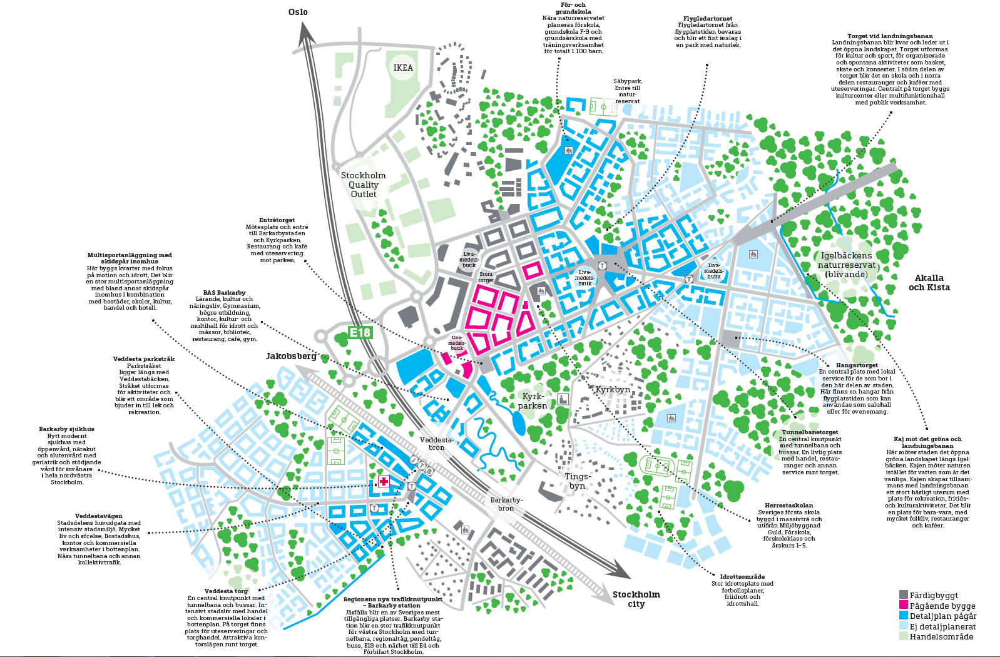 Oslo
För- och
grundskola
Nära naturreservatet
planeras förskola,
grundskola F-9 och
grundsärskola med
träningsverksamhet
för totalt 1 100 barn.
Flygledartornet
Flygledartornet från
flygplatstiden bevaras
och blir ett fint inslag i
en park med naturlek.
Torget vid landningsbanan
Landningsbanan blir kvar och leder ut i
det öppna landskapet. Torget utformas
för kultur och sport, för organiserade
och spontana aktiviteter som basket,
skate och konserter. I södra delen av
torget blir det en skola och i norra
delen restauranger och kaféer med
uteserveringar. Centralt på torget byggs
kulturcenter eller multifunktionshall
med publik verksamhet.
IKEA
Säbypark.
Entré till
natur-
reservat
Stockholm
Quality
Outlet
Entrétorget
Mötesplats och entré
till Barkarbystaden
och Kyrkparken.
Restaurang och kafé
med uteservering
mot parken.
Multisportanläggning med
skidspår inomhus
Här byggs kvarter med fokus
på motion och idrott. Det blir
en stor multisportanläggning
med bland annat skidspår
inomhus i kombination
med bostäder, skolor, kultur,
handel och hotell.
BAS Barkarby
Lärande, kultur och
näringsliv. Gymnasium,
högre utbildning,
kontor, kultur- och
multihall för idrott och
mässor, bibliotek,
restaurang, café, gym.
Livs-
medels-
butik
Stora
torget
Livs-
medels-
butik
T
Livs-
medels-
butik
T
Igelbäckens
naturreservat
(blivande)
Akalla
och Kista
E18
Livs-
medels-
butik
Jakobsberg
Veddesta parkstråk
Parkstråket
ligger längs med
Veddestabäcken.
Stråket utformas
för aktiviteter och
blir ett område som
bjuder in till lek och
rekreation.
Kyrk-
parken
Kyrkbyn
Hangartorget
En central plats med lokal
service för de som bor i
den här delen av staden.
Här finns en hangar från
flygplatstiden som kan
användas som saluhall
eller för evenemang.
Barkarby sjukhus
Nytt modernt
sjukhus med
öppenvård, närakut
och slutenvård med
geriatrik och stödjande
vård för invånare
i hela nordvästra
Stockholm.
Veddesta-
bron
J
T
B
T
T
Tings-
byn
Barkarby-
bron
Tunnelbanetorget
En central knutpunkt
med tunnelbana och
bussar. En livlig plats
med handel, restau-
ranger och annan
service runt torget.
Kaj mot det gröna och
landningsbanan
Här möter staden det öppna
gröna landskapet längs Igel-
bäcken. Kajen möter naturen
istället för vatten som är det
vanliga. Kajen skapar tillsam-
mans med landningsbanan
ett stort härligt uterum med
plats för rekreation, fritids-
och kulturaktiviteter. Det blir
en plats för bara-vara, med
mycket folkliv, restauranger
och kaféer.
Veddestavägen
Stadsdelens huvudgata med
intensiv stadsmiljö. Mycket
liv och rörelse. Bostadshus,
kontor och kommersiella
verksamheter i bottenplan.
Nära tunnelbana och annan
kollektivtrafik.
Herrestaskolan
Sveriges första skola
byggd i massivträ och
utifrån Miljöbyggnad
Guld. Förskola,
förskoleklass och
årskurs 1-5.
Veddesta torg
En central knutpunkt med
tunnelbana och bussar. In-
tensivt stadsliv med handel
och kommersiella lokaler i
bottenplan. På torget finns
plats för uteserveringar och
torghandel. Attraktiva kon-
torslägen runt torget.
Regionens nya trafikknutpunkt
– Barkarby station
Järfälla blir en av Sveriges mest
tillgängliga platser. Barkarby sta-
tion blir en stor trafikknutpunkt
för västra Stockholm med tun-
nelbana, regionaltåg, pendeltåg,
buss, E18 och närhet till E4 och
Förbifart Stockholm.
Stockholm
city
Idrottsområde
Stor idrottsplats med
fotbollsplaner,
friidrott och
idrottshall.
Färdigbyggt
Pågående bygge
Detaljplan pågår
Ej detaljplanerat
Handelsområde